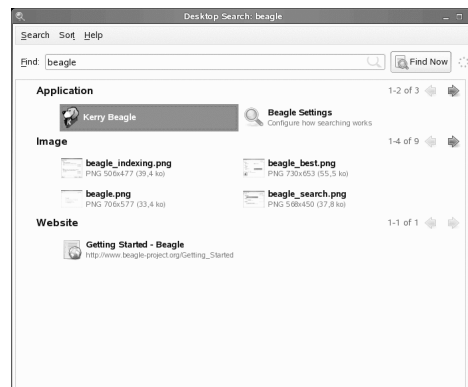 Desktop Search: beagle
Search Sort Help
Find: beagle Find Now
Application 1-2 of 3
Kerry Beagle
Beagle Settings
Configure how searching works
Image 1-4 of 9
beagle_indexing.png
PNG 506x477 (39,4 ko)
beagle_best.png
PNG 730x653 (55,5 ko)
beagle.png
PNG 706x577 (33,4 ko)
beagle_search.png
PNG 568x450 (37,8 ko)
Website 1-1 of 1
Getting Started - Beagle
http://www.beagle-project.org/Getting_Started